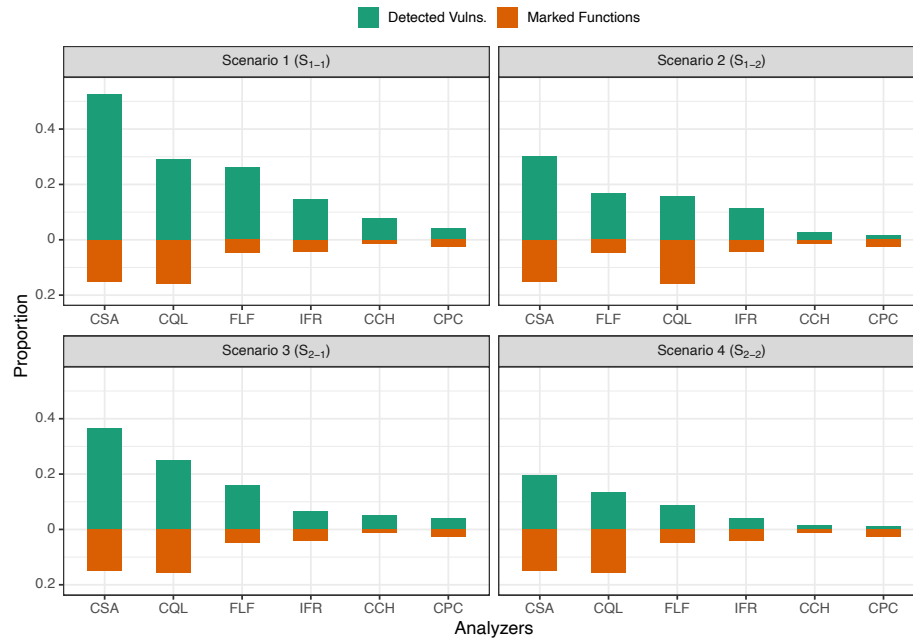 Detected Vulns. Marked Functions
Scenario 1 (S1−1)
Scenario 2 (S1−2)
0.4
0.2
0
0.2
CSA CQL FLF IFR CCH CPC
CSA FLF CQL IFR CCH CPC
Proportion
Scenario 3 (S2−1)
Scenario 4 (S2−2)
0.4
0.2
0
0.2
CSA CQL FLF IFR CCH CPC
CSA CQL FLF IFR CCH CPC
Analyzers